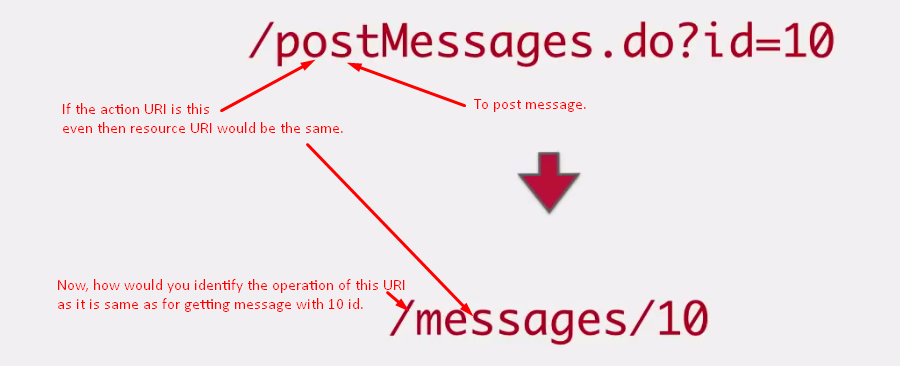 /postMessages.do?id=10
If the action URI is this
even then resource URI would be the same.
To post message.
Now, how would you identify the operation of this URI
as it is same as for getting message with 10 id.
/messages/10